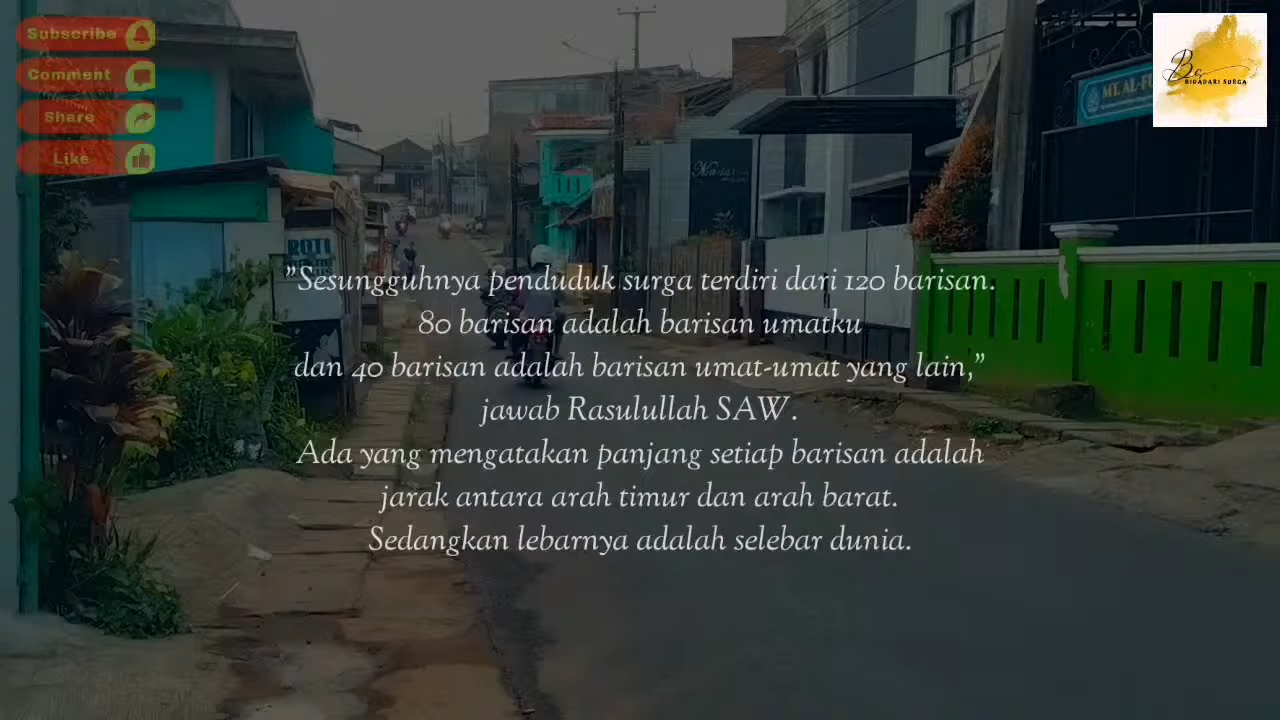 Subscribe
Comment
Share
Like
BIDADARI SURGA
MT. AL-F
ROTI
"Sesungguhnya penduduk surga terdiri dari 120 barisan.
80 barisan adalah barisan umatku
dan 40 barisan adalah barisan umat-umat yang lain,"
jawab Rasulullah SAW.
Ada yang mengatakan panjang setiap barisan adalah
jarak antara arah timur dan arah barat.
Sedangkan lebarnya adalah selebar dunia.